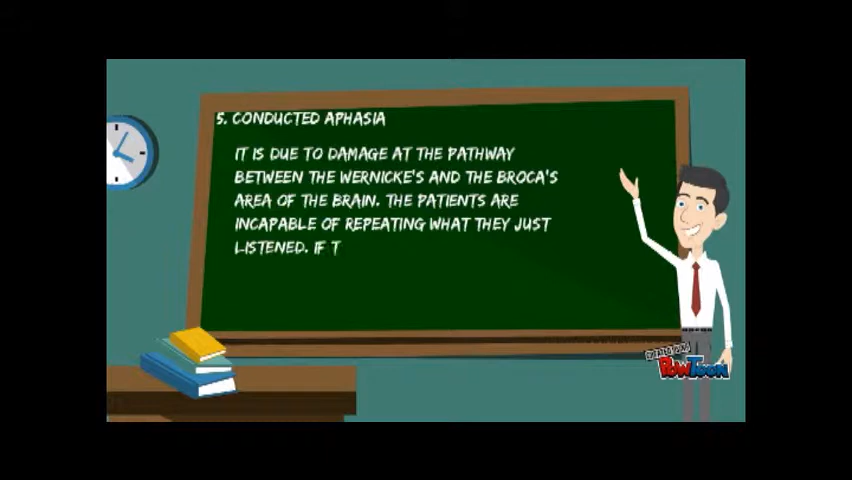 5. CONDUCTED APHASIA
IT IS DUE TO DAMAGE AT THE PATHWAY
BETWEEN THE WERNICKE'S AND THE BROCA'S
AREA OF THE BRAIN. THE PATIENTS ARE
INCAPABLE OF REPEATING WHAT THEY JUST
LISTENED. IF T
CREATED USING
POWTOON